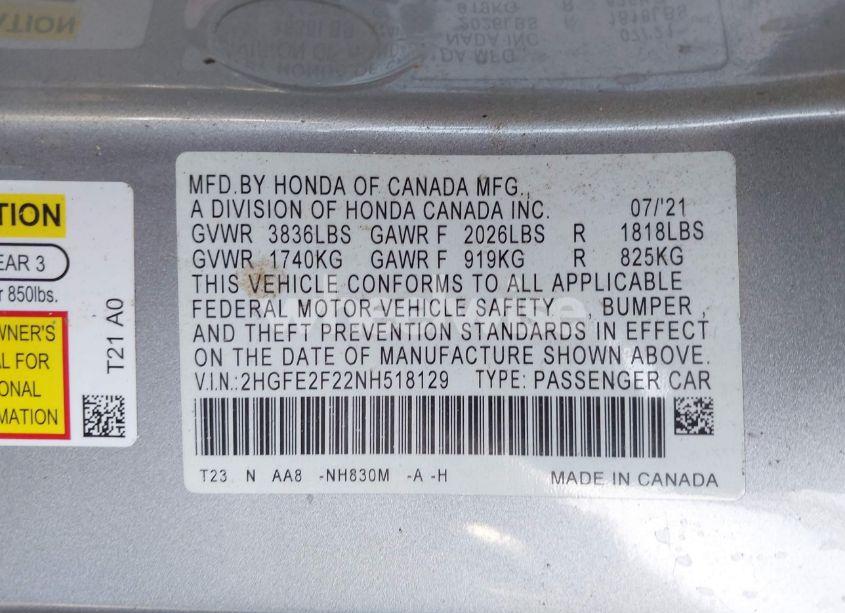 MFD.BY HONDA OF CANADA MFG.,
A DIVISION OF HONDA CANADA INC. 07/'21
GVWR 3836LBS GAWR F 2026LBS R 1818LBS
GVWR 1740KG GAWR F 919KG R 825KG
THIS VEHICLE CONFORMS TO ALL APPLICABLE
FEDERAL MOTOR VEHICLE SAFETY , BUMPER ,
AND THEFT PREVENTION STANDARDS IN EFFECT
ON THE DATE OF MANUFACTURE SHOWN ABOVE.
V.I.N.:2HGFE2F22NH518129 TYPE: PASSENGER CAR
T23 N AA8 -NH830M -A -H
MADE IN CANADA
TION
EAR 3
r 850lbs.
WNER'S
AL FOR
IONAL
MATION
T21 A0